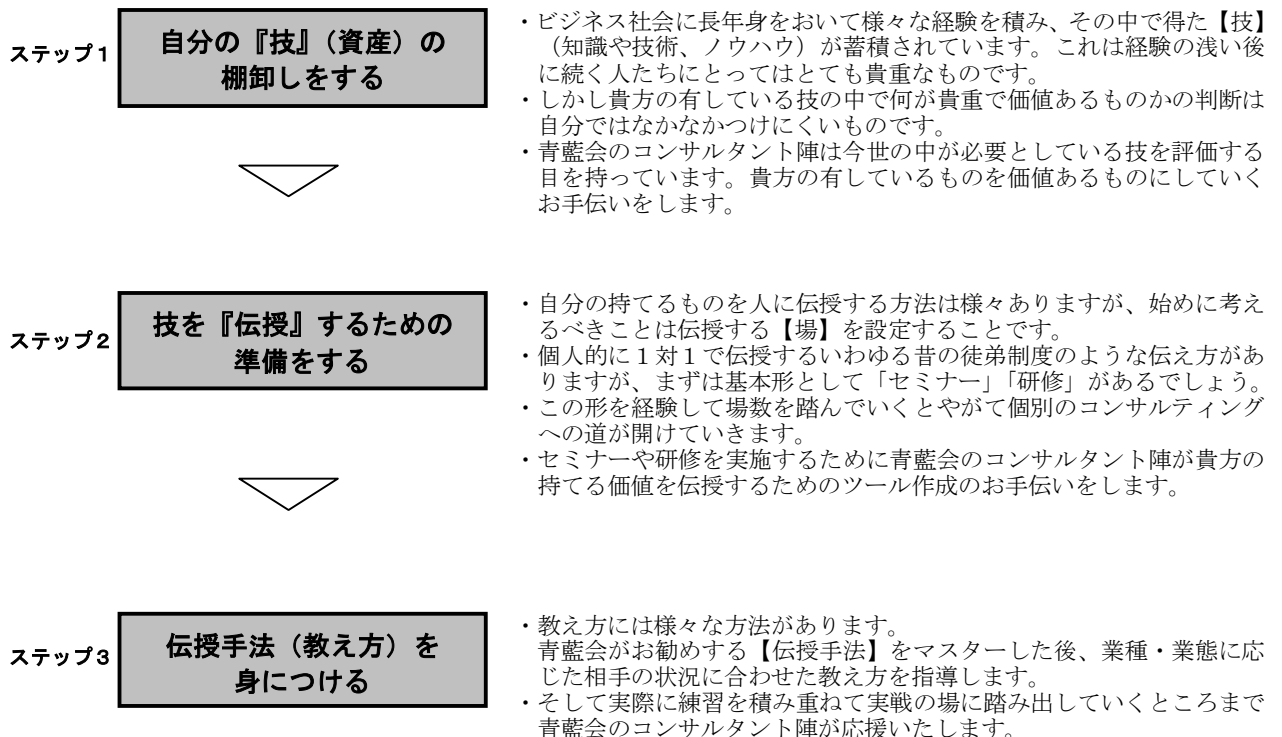 ステップ１
自分の『技』（資産）の
棚卸しをする
・ビジネス社会に長年身をおいて様々な経験を積み、その中で得た【技】
（知識や技術、ノウハウ）が蓄積されています。これは経験の浅い後
に続く人たちにとってはとても貴重なものです。
・しかし貴方の有している技の中で何が貴重で価値あるものかの判断は
自分ではなかなかつけにくいものです。
・青藍会のコンサルタント陣は今世の中が必要としている技を評価する
目を持っています。貴方の有しているものを価値あるものにしていく
お手伝いをします。
ステップ２
技を『伝授』するための
準備をする
・自分の持てるものを人に伝授する方法は様々ありますが、始めに考え
るべきことは伝授する【場】を設定することです。
・個人的に１対１で伝授するいわゆる昔の徒弟制度のような伝え方があ
りますが、まずは基本形として「セミナー」「研修」があるでしょう。
・この形を経験して場数を踏んでいくとやがて個別のコンサルティング
への道が開けていきます。
・セミナーや研修を実施するために青藍会のコンサルタント陣が貴方の
持てる価値を伝授するためのツール作成のお手伝いをします。
ステップ３
伝授手法（教え方）を
身につける
・教え方には様々な方法があります。
青藍会がお勧めする【伝授手法】をマスターした後、業種・業態に応
じた相手の状況に合わせた教え方を指導します。
・そして実際に練習を積み重ねて実戦の場に踏み出していくところまで
青藍会のコンサルタント陣が応援いたします。